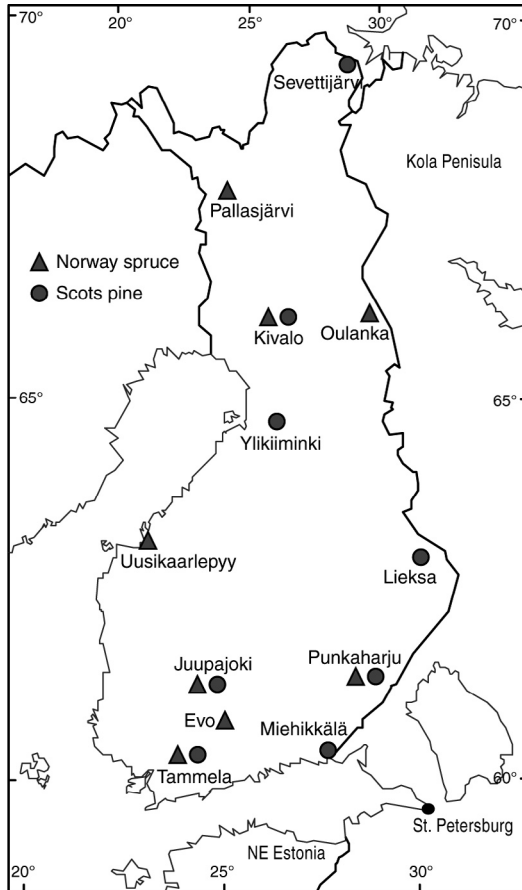 70°
20°
25°
30°
70°
Sevettijärvi
Kola Penisula
Pallasjärvi
Norway spruce
Scots pine
Kivalo
Oulanka
65°
65°
Ylikiiminki
Uusikaarlepyy
Lieksa
Juupajoki
Punkaharju
Evo
Miehikkälä
Tammela
60°
St. Petersburg
NE Estonia
20°
25°
30°